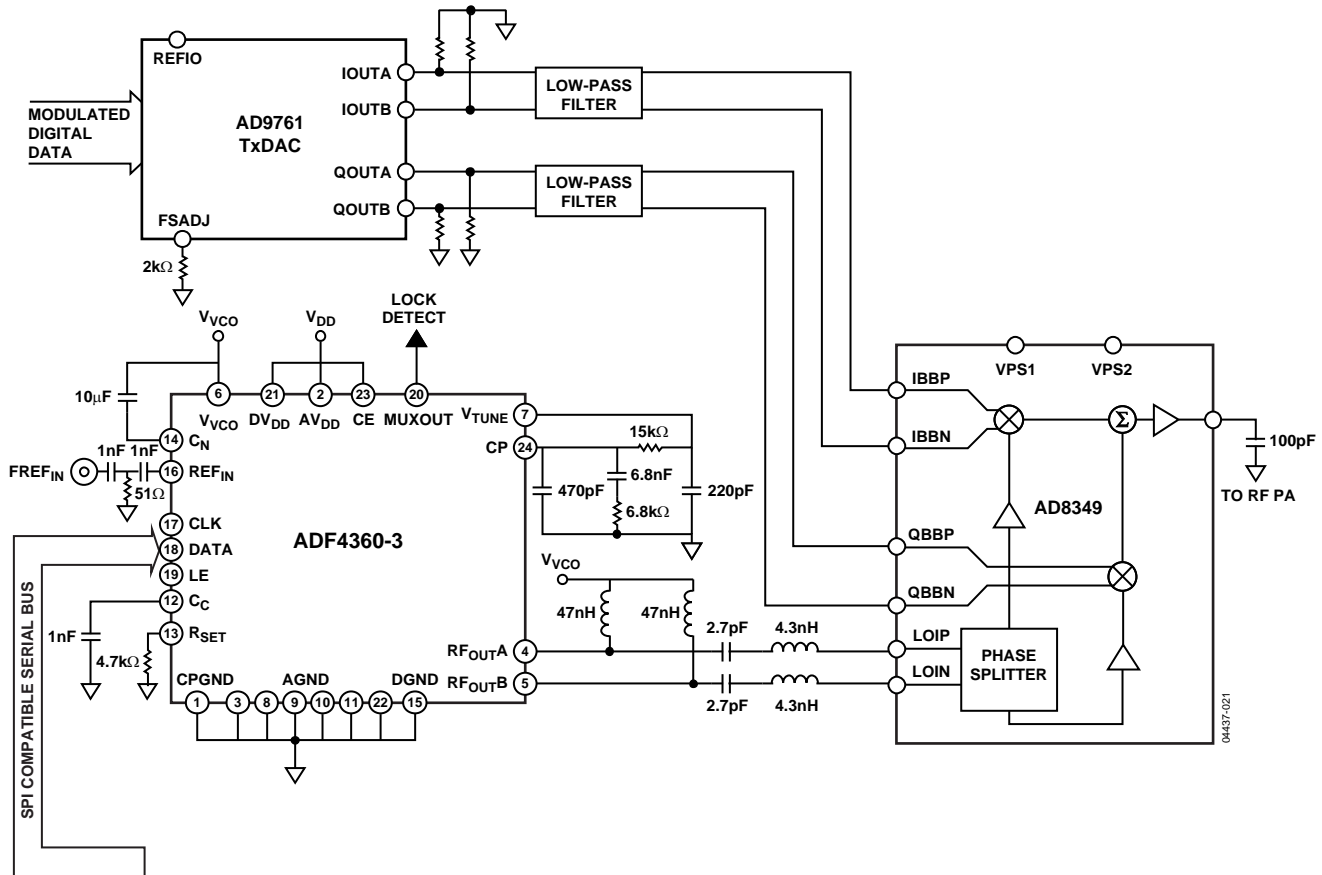 REFIO
IOUTA
IOUTB
QOUTA
QOUTB
FSADJ
AD9761
TxDAC
MODULATED
DIGITAL
DATA
2kΩ
LOW-PASS
FILTER
LOW-PASS
FILTER
LOCK
DETECT
VVCO
VDD
10µF
6
21
2
23
20
VVCO
DVDD
AVDD
CE
MUXOUT
VTUNE
7
CP
24
14
CN
1nF
1nF
FREFIN
16
REFIN
51Ω
17
CLK
18
DATA
19
LE
12
CC
13
RSET
1nF
4.7kΩ
ADF4360-3
15kΩ
6.8nF
470pF
220pF
6.8kΩ
VVCO
47nH
47nH
2.7pF
4.3nH
RFOUTA
4
RFOUTB
5
2.7pF
4.3nH
CPGND
AGND
DGND
1
3
8
9
10
11
22
15
SPI COMPATIBLE SERIAL BUS
VPS1
VPS2
IBBP
IBBN
Σ
100pF
TO RF PA
AD8349
QBBP
QBBN
LOIP
LOIN
PHASE
SPLITTER
04437-021